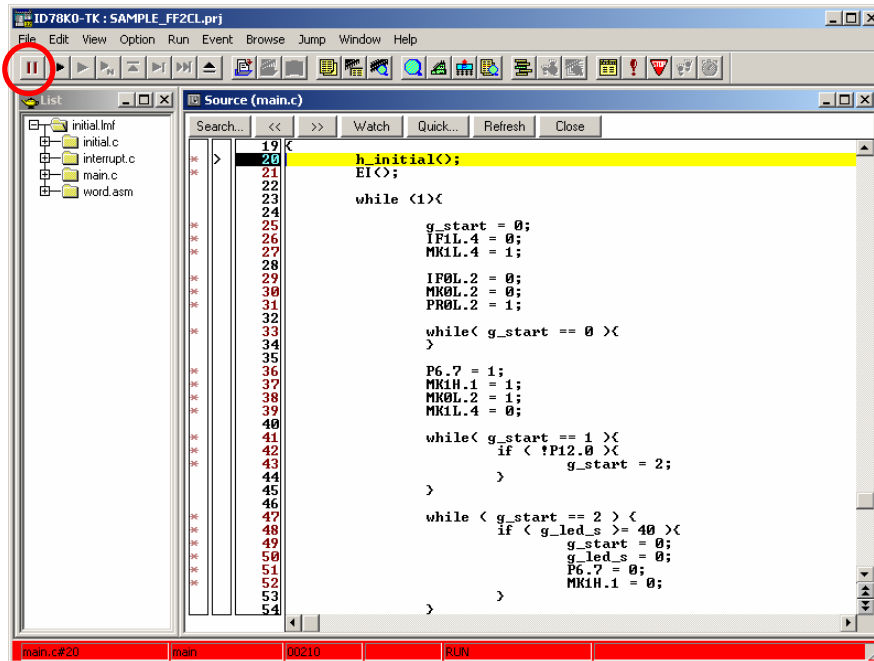 ID78K0-TK : SAMPLE_FF2CL.prj
File Edit View Option Run Event Browse Jump Window Help
List
initial.lmf
initial.c
interrupt.c
main.c
word.asm
Source (main.c)
Search... << >> Watch Quick... Refresh Close
19 {
* > 20 h_initial();
* 21 EI();
22
23 while (1){
24
* 25 g_start = 0;
* 26 IF1L.4 = 0;
* 27 MK1L.4 = 1;
28
* 29 IF0L.2 = 0;
* 30 MK0L.2 = 0;
* 31 PR0L.2 = 1;
32
* 33 while( g_start == 0 ){
34 }
35
* 36 P6.7 = 1;
* 37 MK1H.1 = 1;
* 38 MK0L.2 = 1;
* 39 MK1L.4 = 0;
40
* 41 while( g_start == 1 ){
* 42 if ( !P12.0 ){
* 43 g_start = 2;
44 }
45 }
46
* 47 while ( g_start == 2 ) {
* 48 if ( g_led_s >= 40 ){
* 49 g_start = 0;
* 50 g_led_s = 0;
* 51 P6.7 = 0;
* 52 MK1H.1 = 0;
53 }
54 }
main.c#20 main 00210 RUN